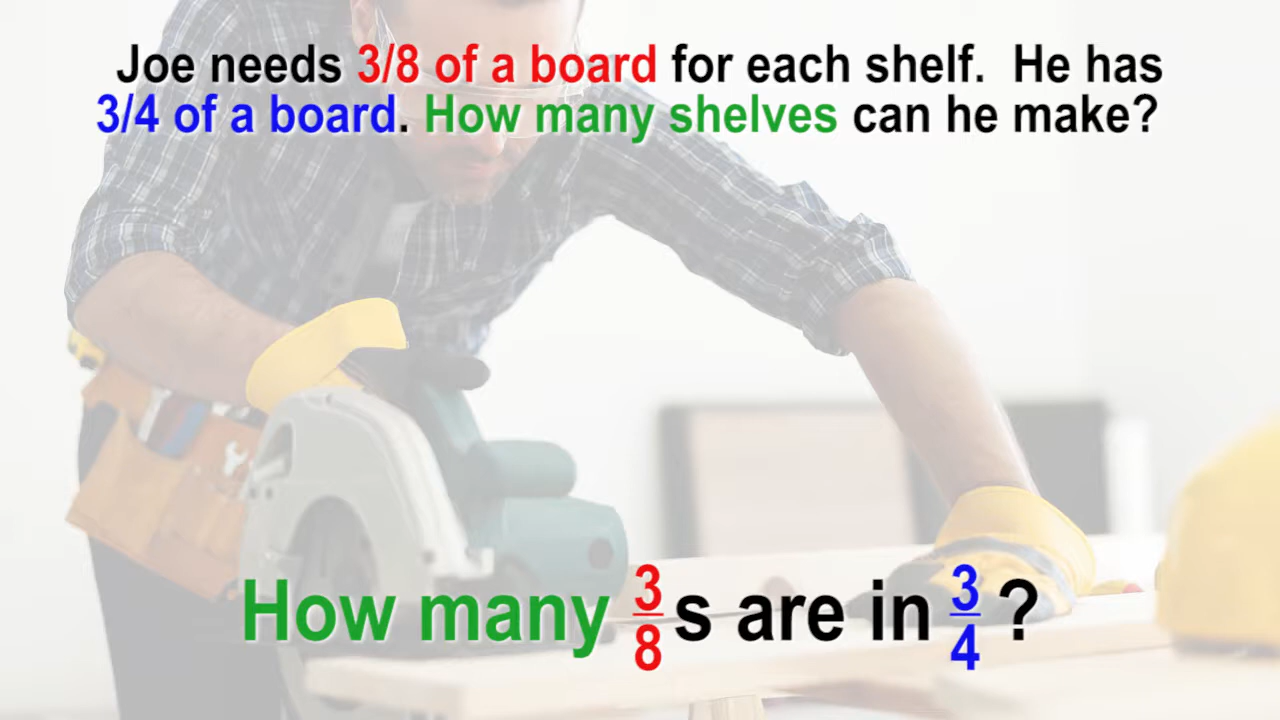 Joe needs 3/8 of a board for each shelf.  He has
3/4 of a board. How many shelves can he make?
How many 3/8 s are in 3/4 ?